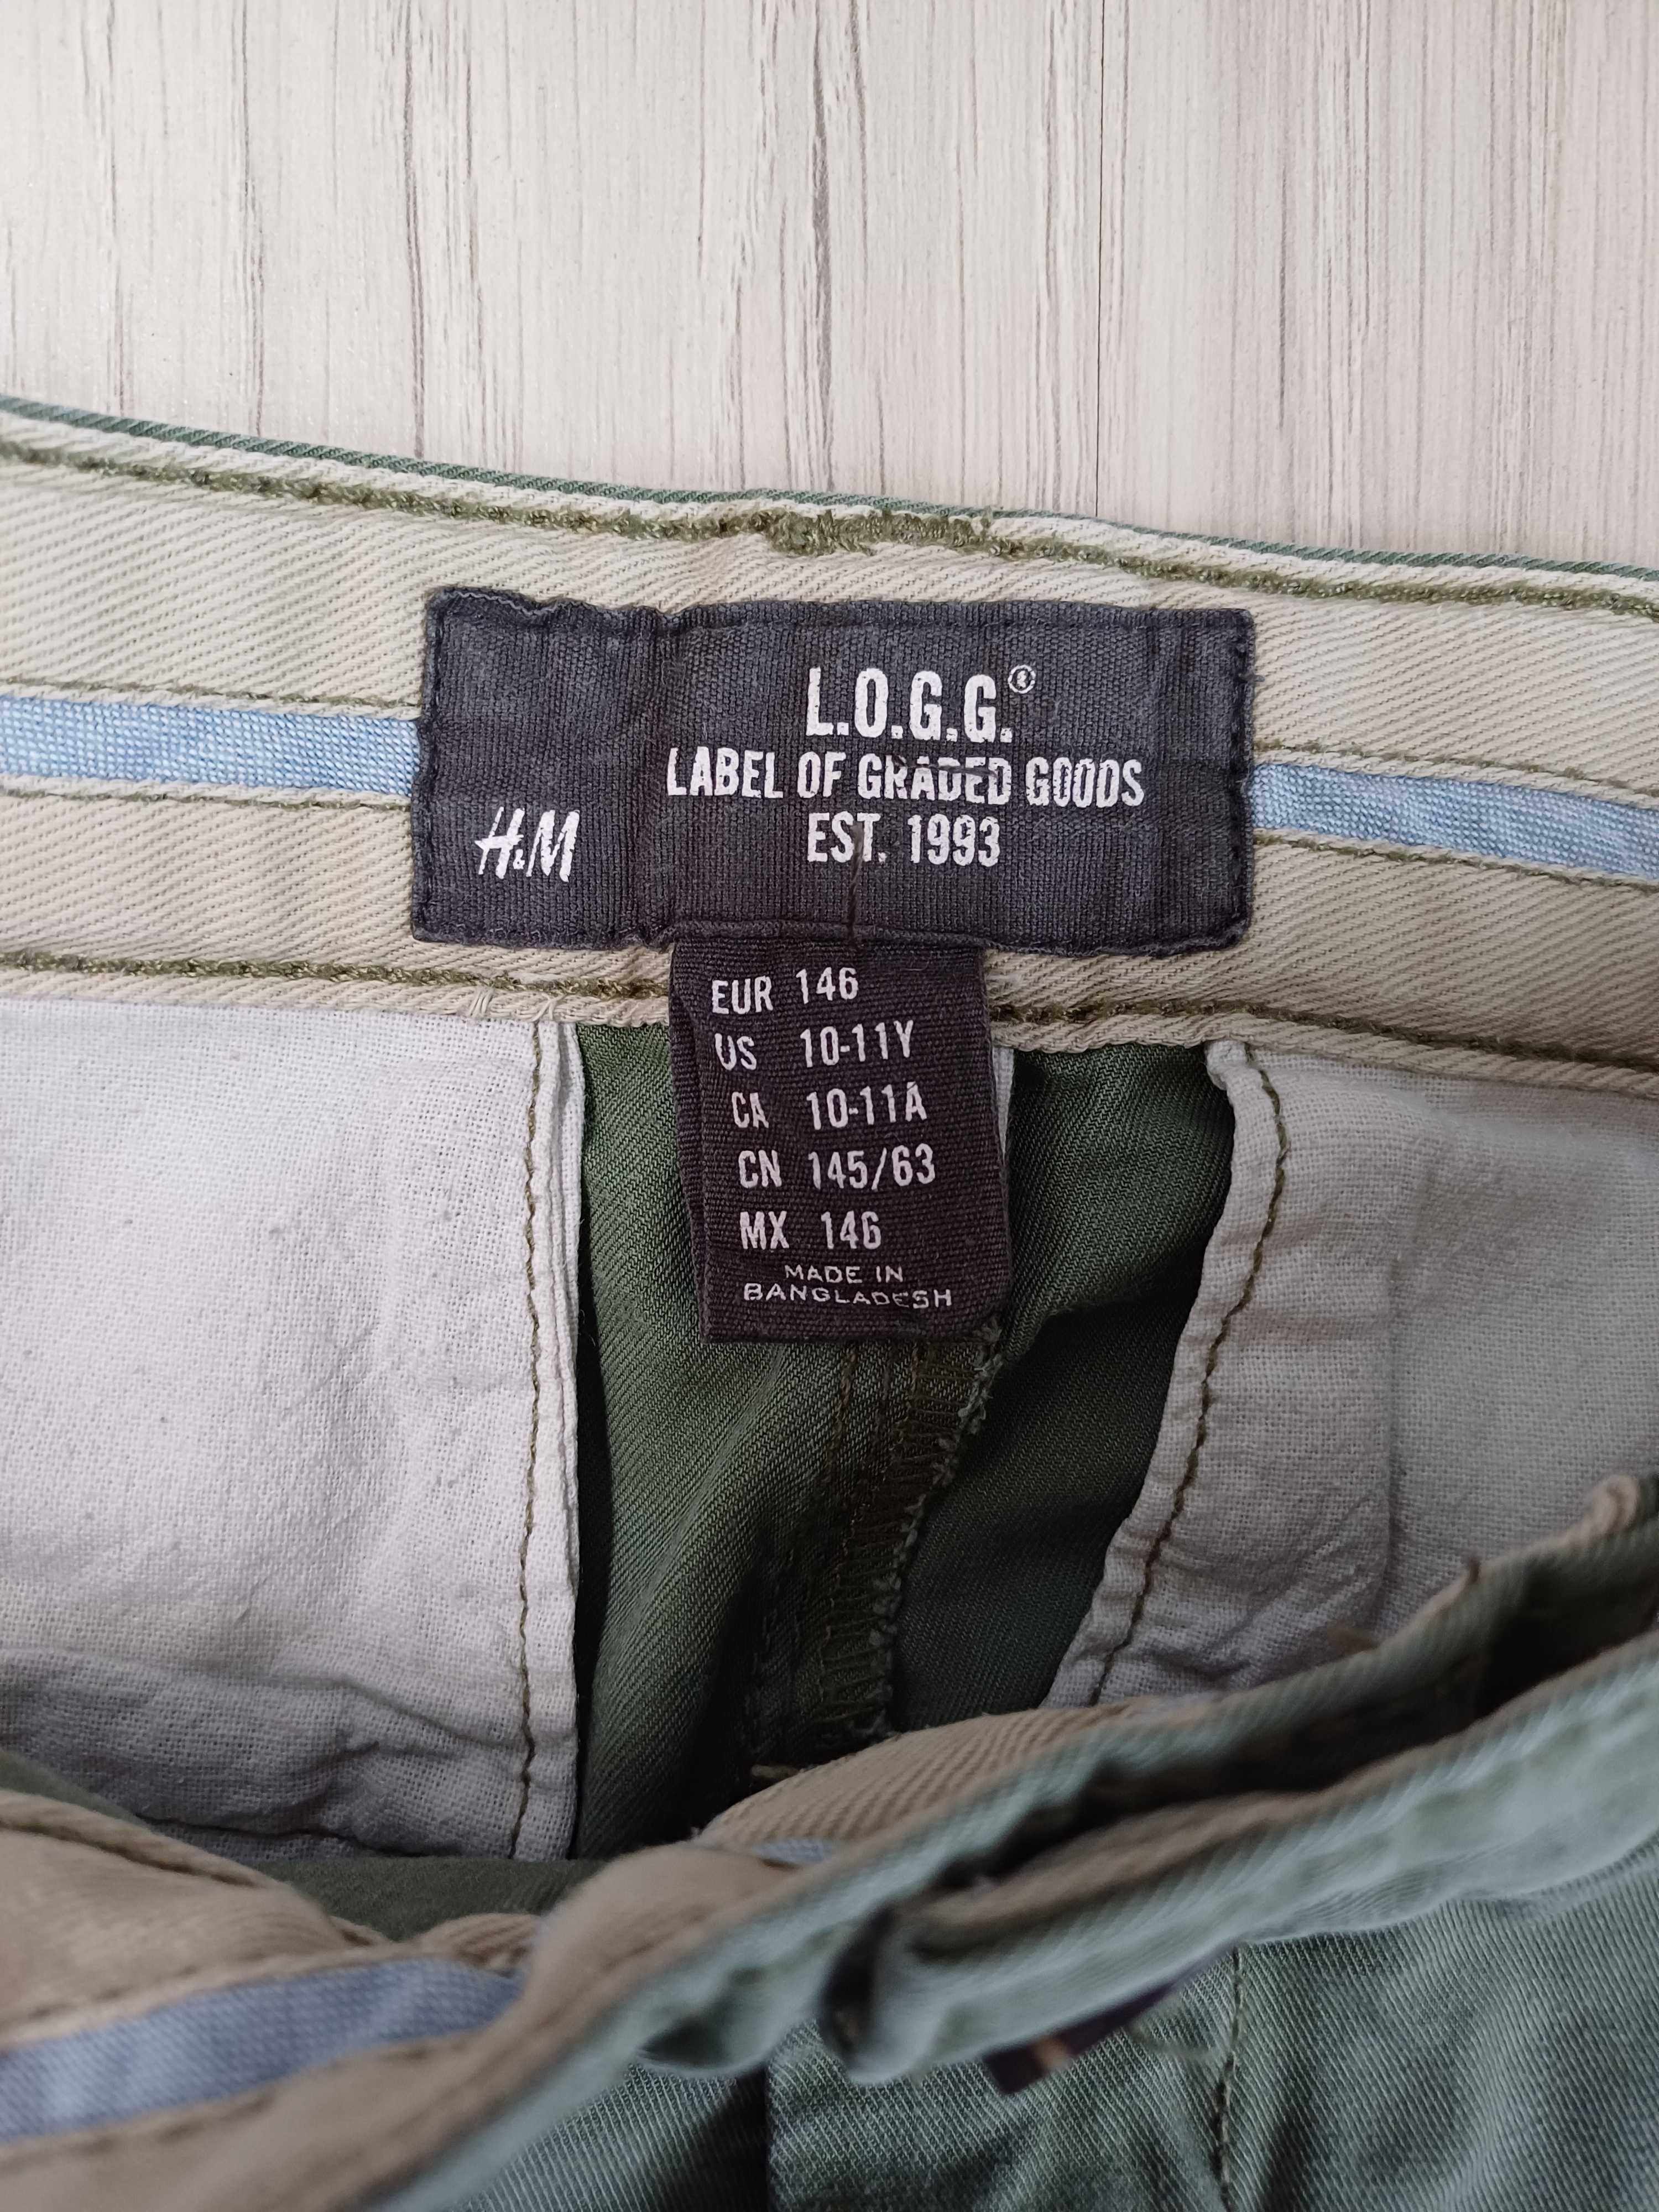 L.O.G.G.®
LABEL OF GRADED GOODS
H&M EST. 1993
EUR 146
US 10-11Y
CA 10-11A
CN 145/63
MX 146
MADE IN
BANGLADESH